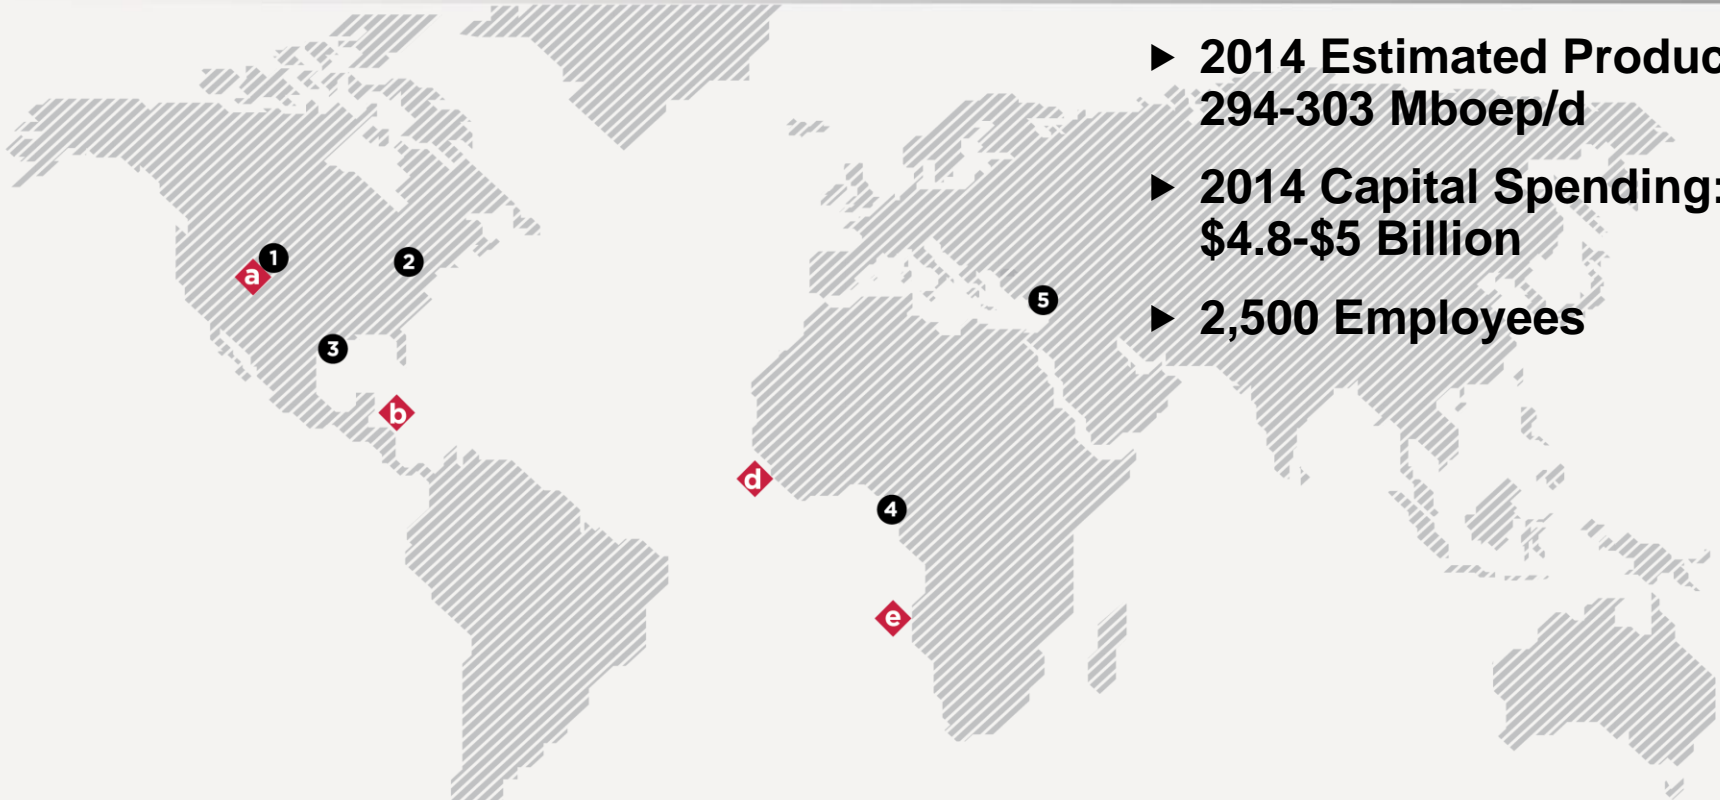 ► 2014 Estimated Produc
294-303 Mboep/d
► 2014 Capital Spending:
$4.8-$5 Billion
► 2,500 Employees
1
a
2
5
3
b
d
4
e